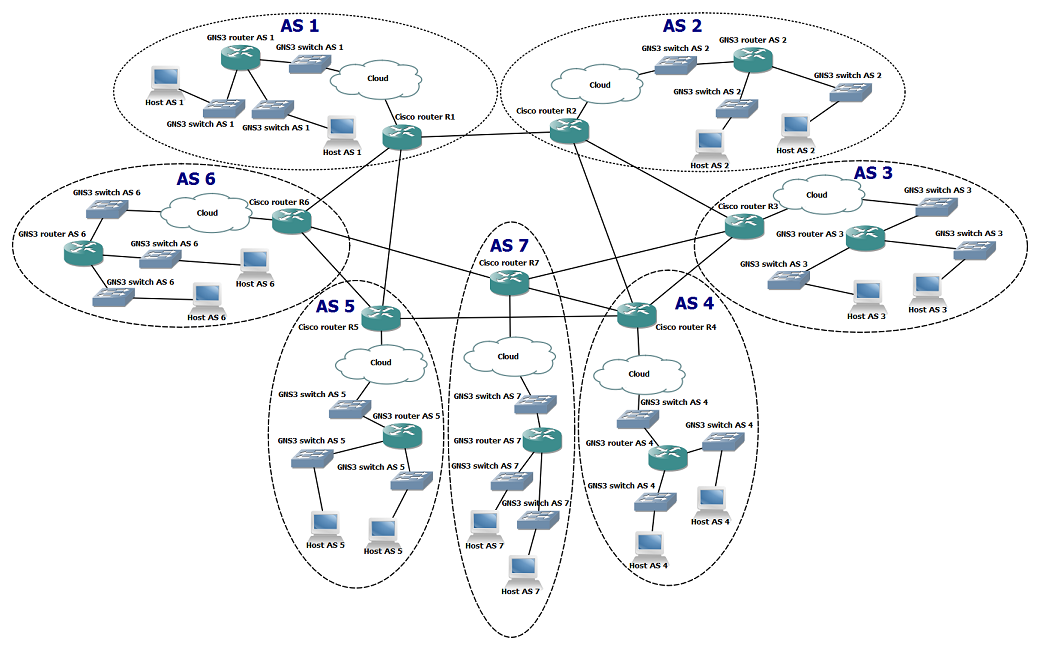 AS 1
GNS3 router AS 1
GNS3 switch AS 1
Cloud
Host AS 1
GNS3 switch AS 1
GNS3 switch AS 1
Cisco router R1
Host AS 1
AS 2
GNS3 router AS 2
GNS3 switch AS 2
GNS3 switch AS 2
Cloud
GNS3 switch AS 2
Cisco router R2
Host AS 2
Host AS 2
AS 6
GNS3 switch AS 6
Cloud
Cisco router R6
GNS3 router AS 6
GNS3 switch AS 6
GNS3 switch AS 6
Host AS 6
Host AS 6
AS 3
Cloud
GNS3 switch AS 3
Cisco router R3
GNS3 router AS 3
GNS3 switch AS 3
GNS3 switch AS 3
Host AS 3
Host AS 3
AS 7
Cisco router R7
Cloud
GNS3 switch AS 7
GNS3 router AS 7
GNS3 switch AS 7
GNS3 switch AS 7
Host AS 7
Host AS 7
AS 5
Cisco router R5
Cloud
GNS3 switch AS 5
GNS3 router AS 5
GNS3 switch AS 5
GNS3 switch AS 5
Host AS 5
Host AS 5
AS 4
Cisco router R4
Cloud
GNS3 switch AS 4
GNS3 switch AS 4
GNS3 router AS 4
GNS3 switch AS 4
Host AS 4
Host AS 4